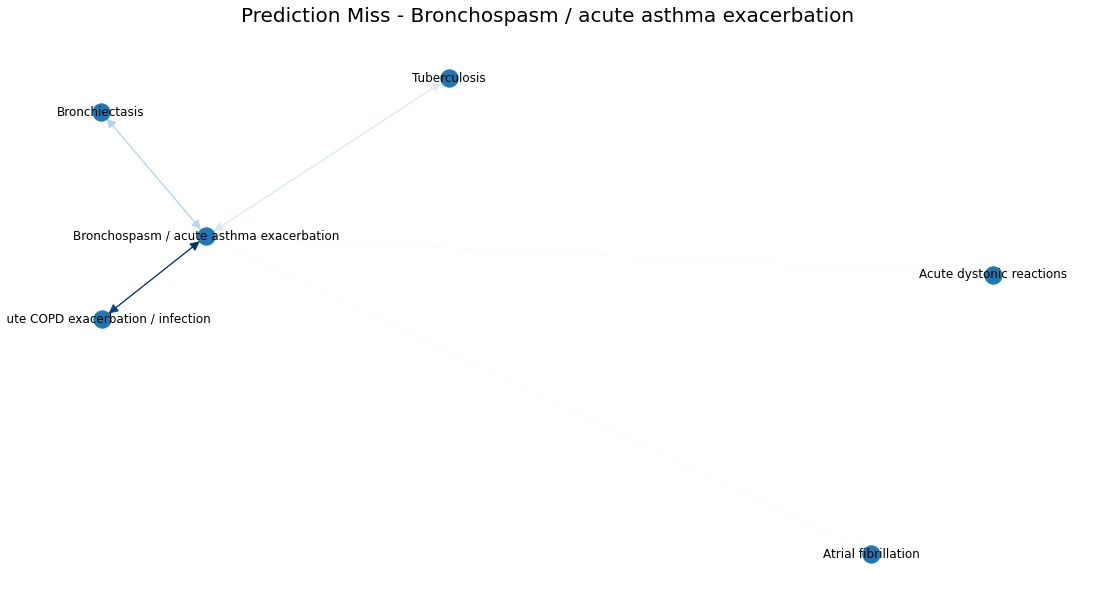 Prediction Miss - Bronchospasm / acute asthma exacerbation
Tuberculosis
Bronchiectasis
Bronchospasm / acute asthma exacerbation
Acute dystonic reactions
ute COPD exacerbation / infection
Atrial fibrillation